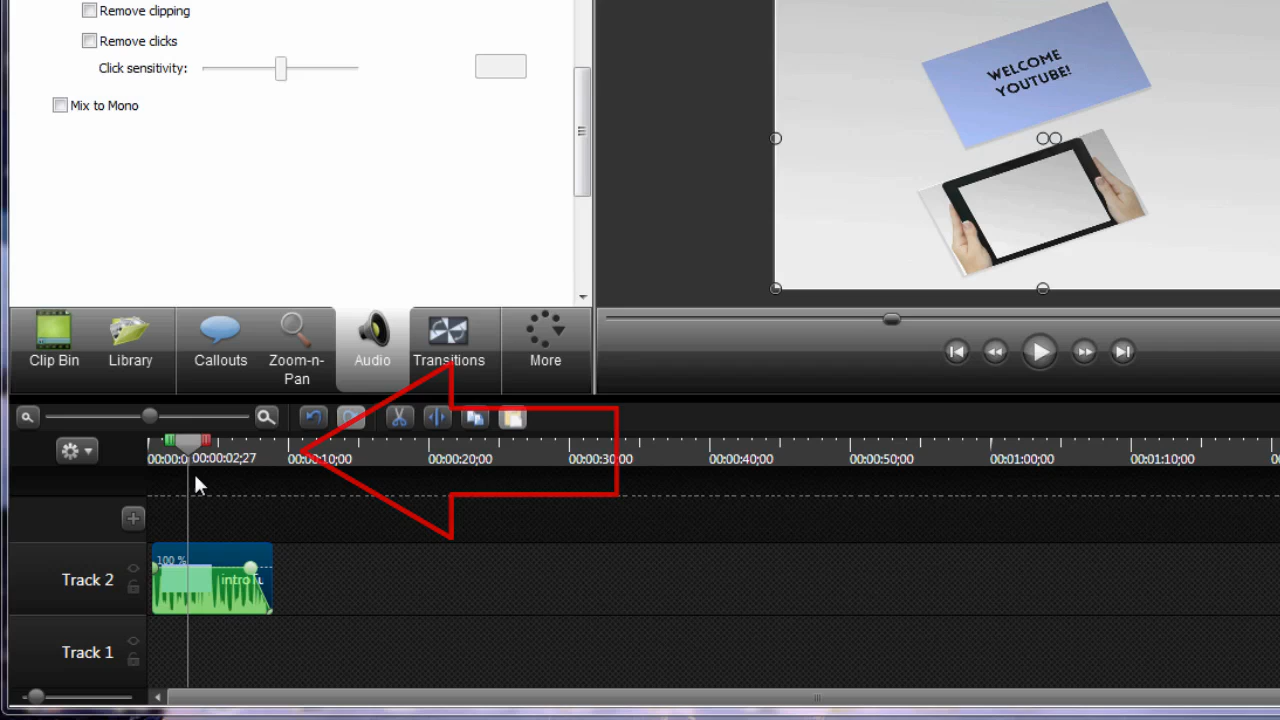 Remove clipping
Remove clicks
Click sensitivity:
Mix to Mono
WELCOME
YOUTUBE!
Clip Bin
Library
Callouts
Zoom-n-
Pan
Audio
Transitions
More
00:00:0 00:00:02;27 00:00:10;00 00:00:20;00 00:00:30;00 00:00:40;00 00:00:50;00 00:01:00;00 00:01:10;00
100 %
Track 2
Track 1